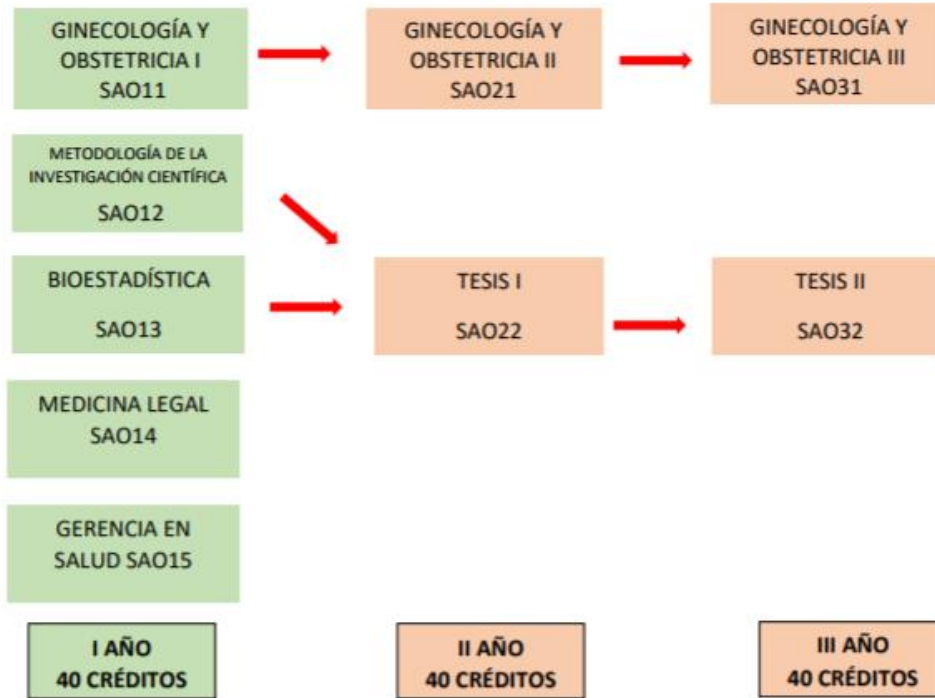 GINECOLOGÍA Y
OBSTETRICIA I
SAO11
GINECOLOGÍA Y
OBSTETRICIA II
SAO21
GINECOLOGÍA Y
OBSTETRICIA III
SAO31
METODOLOGÍA DE LA
INVESTIGACIÓN CIENTÍFICA
SAO12
BIOESTADÍSTICA
SAO13
TESIS I
SAO22
TESIS II
SAO32
MEDICINA LEGAL
SAO14
GERENCIA EN
SALUD SAO15
I AÑO
40 CRÉDITOS
II AÑO
40 CRÉDITOS
III AÑO
40 CRÉDITOS